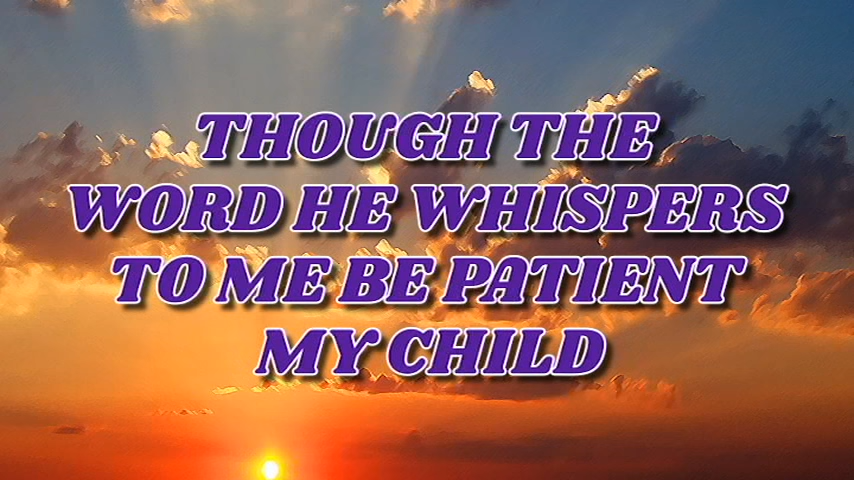 THOUGH THE
WORD HE WHISPERS
TO ME BE PATIENT
MY CHILD